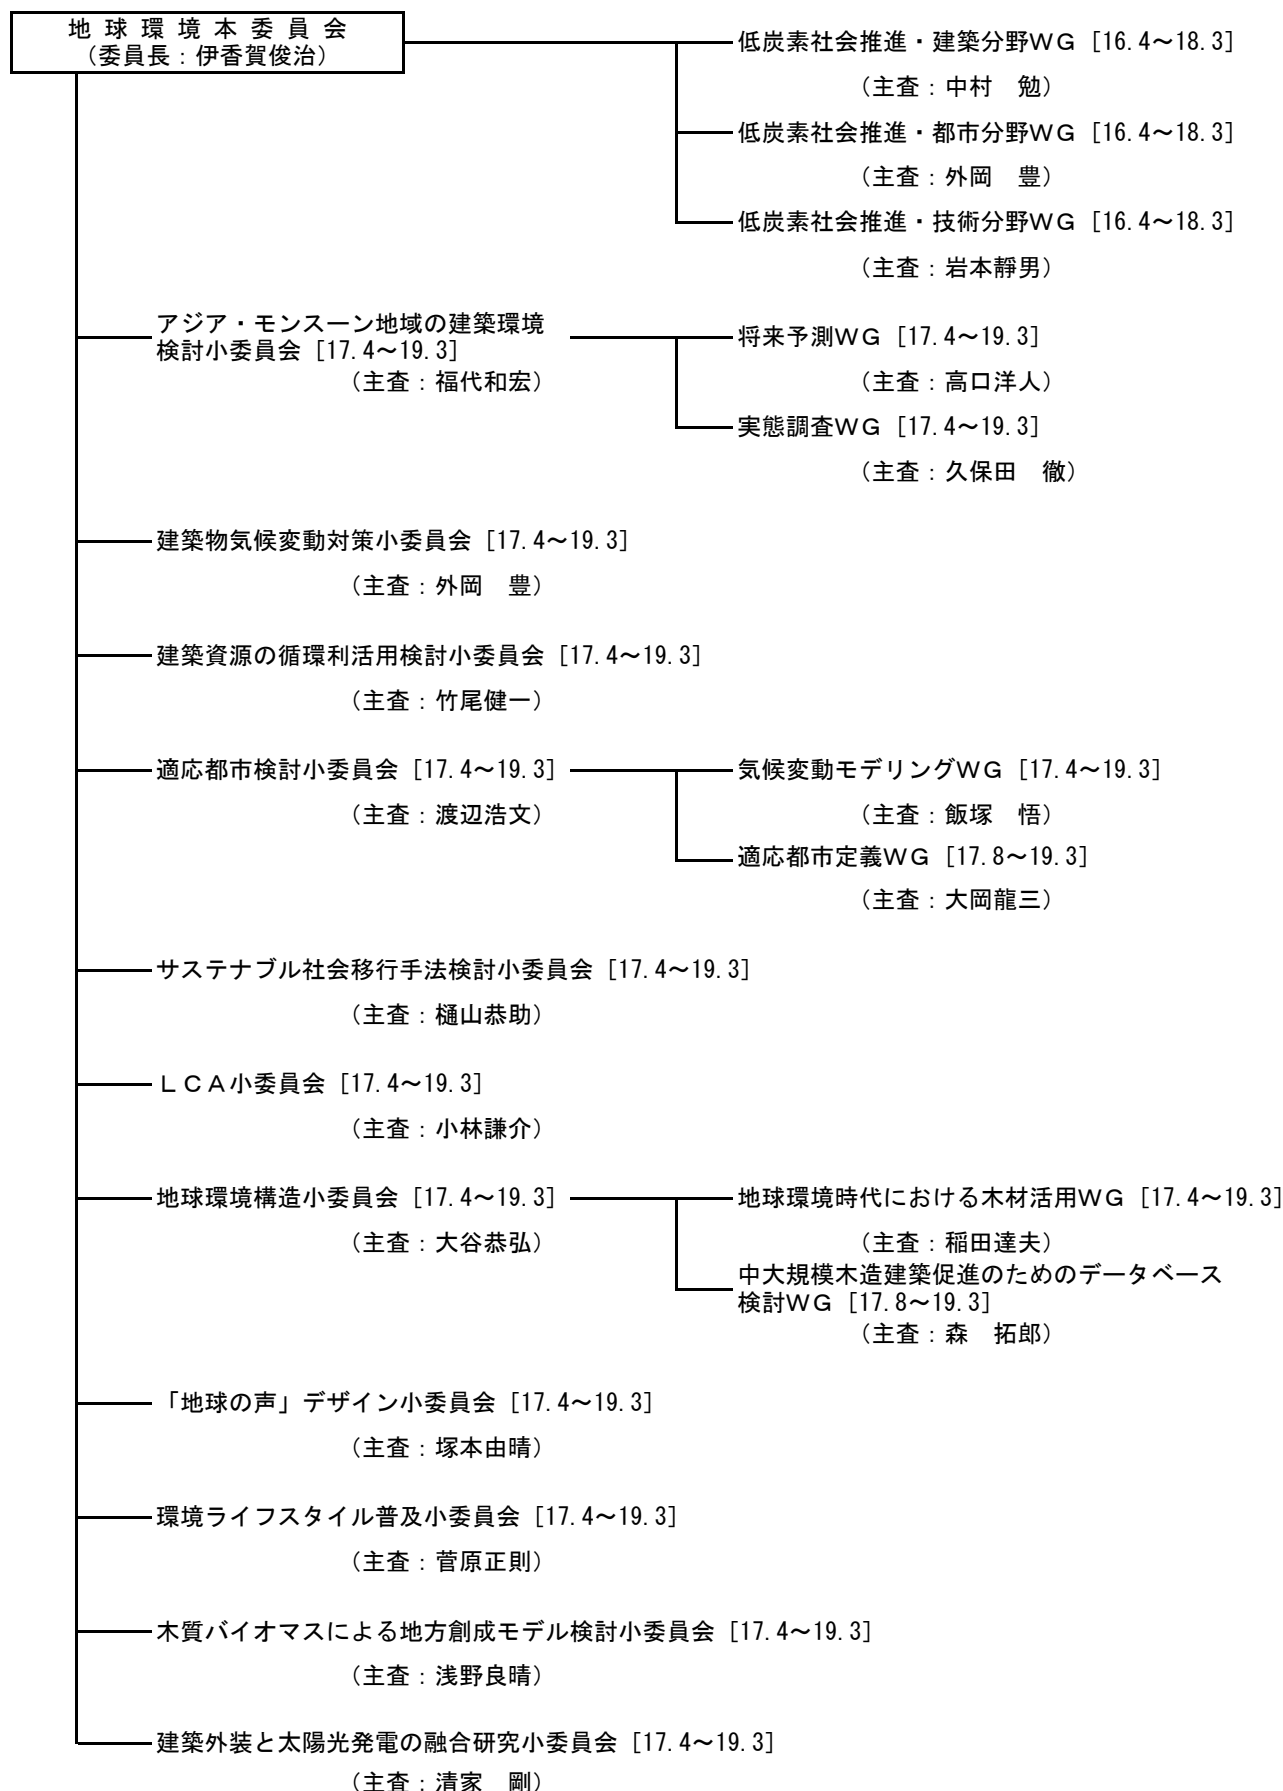 地球環境本委員会
（委員長：伊香賀俊治）
低炭素社会推進・建築分野ＷＧ [16.4～18.3]
（主査：中村　勉）
低炭素社会推進・都市分野ＷＧ [16.4～18.3]
（主査：外岡　豊）
低炭素社会推進・技術分野ＷＧ [16.4～18.3]
（主査：岩本靜男）
アジア・モンスーン地域の建築環境
検討小委員会 [17.4～19.3]
（主査：福代和宏）
将来予測ＷＧ [17.4～19.3]
（主査：高口洋人）
実態調査ＷＧ [17.4～19.3]
（主査：久保田　徹）
建築物気候変動対策小委員会 [17.4～19.3]
（主査：外岡　豊）
建築資源の循環利活用検討小委員会 [17.4～19.3]
（主査：竹尾健一）
適応都市検討小委員会 [17.4～19.3]
（主査：渡辺浩文）
気候変動モデリングＷＧ [17.4～19.3]
（主査：飯塚　悟）
適応都市定義ＷＧ [17.8～19.3]
（主査：大岡龍三）
サステナブル社会移行手法検討小委員会 [17.4～19.3]
（主査：樋山恭助）
ＬＣＡ小委員会 [17.4～19.3]
（主査：小林謙介）
地球環境構造小委員会 [17.4～19.3]
（主査：大谷恭弘）
地球環境時代における木材活用ＷＧ [17.4～19.3]
（主査：稲田達夫）
中大規模木造建築促進のためのデータベース
検討ＷＧ [17.8～19.3]
（主査：森　拓郎）
「地球の声」デザイン小委員会 [17.4～19.3]
（主査：塚本由晴）
環境ライフスタイル普及小委員会 [17.4～19.3]
（主査：菅原正則）
木質バイオマスによる地方創成モデル検討小委員会 [17.4～19.3]
（主査：浅野良晴）
建築外装と太陽光発電の融合研究小委員会 [17.4～19.3]
（主査：清家　剛）